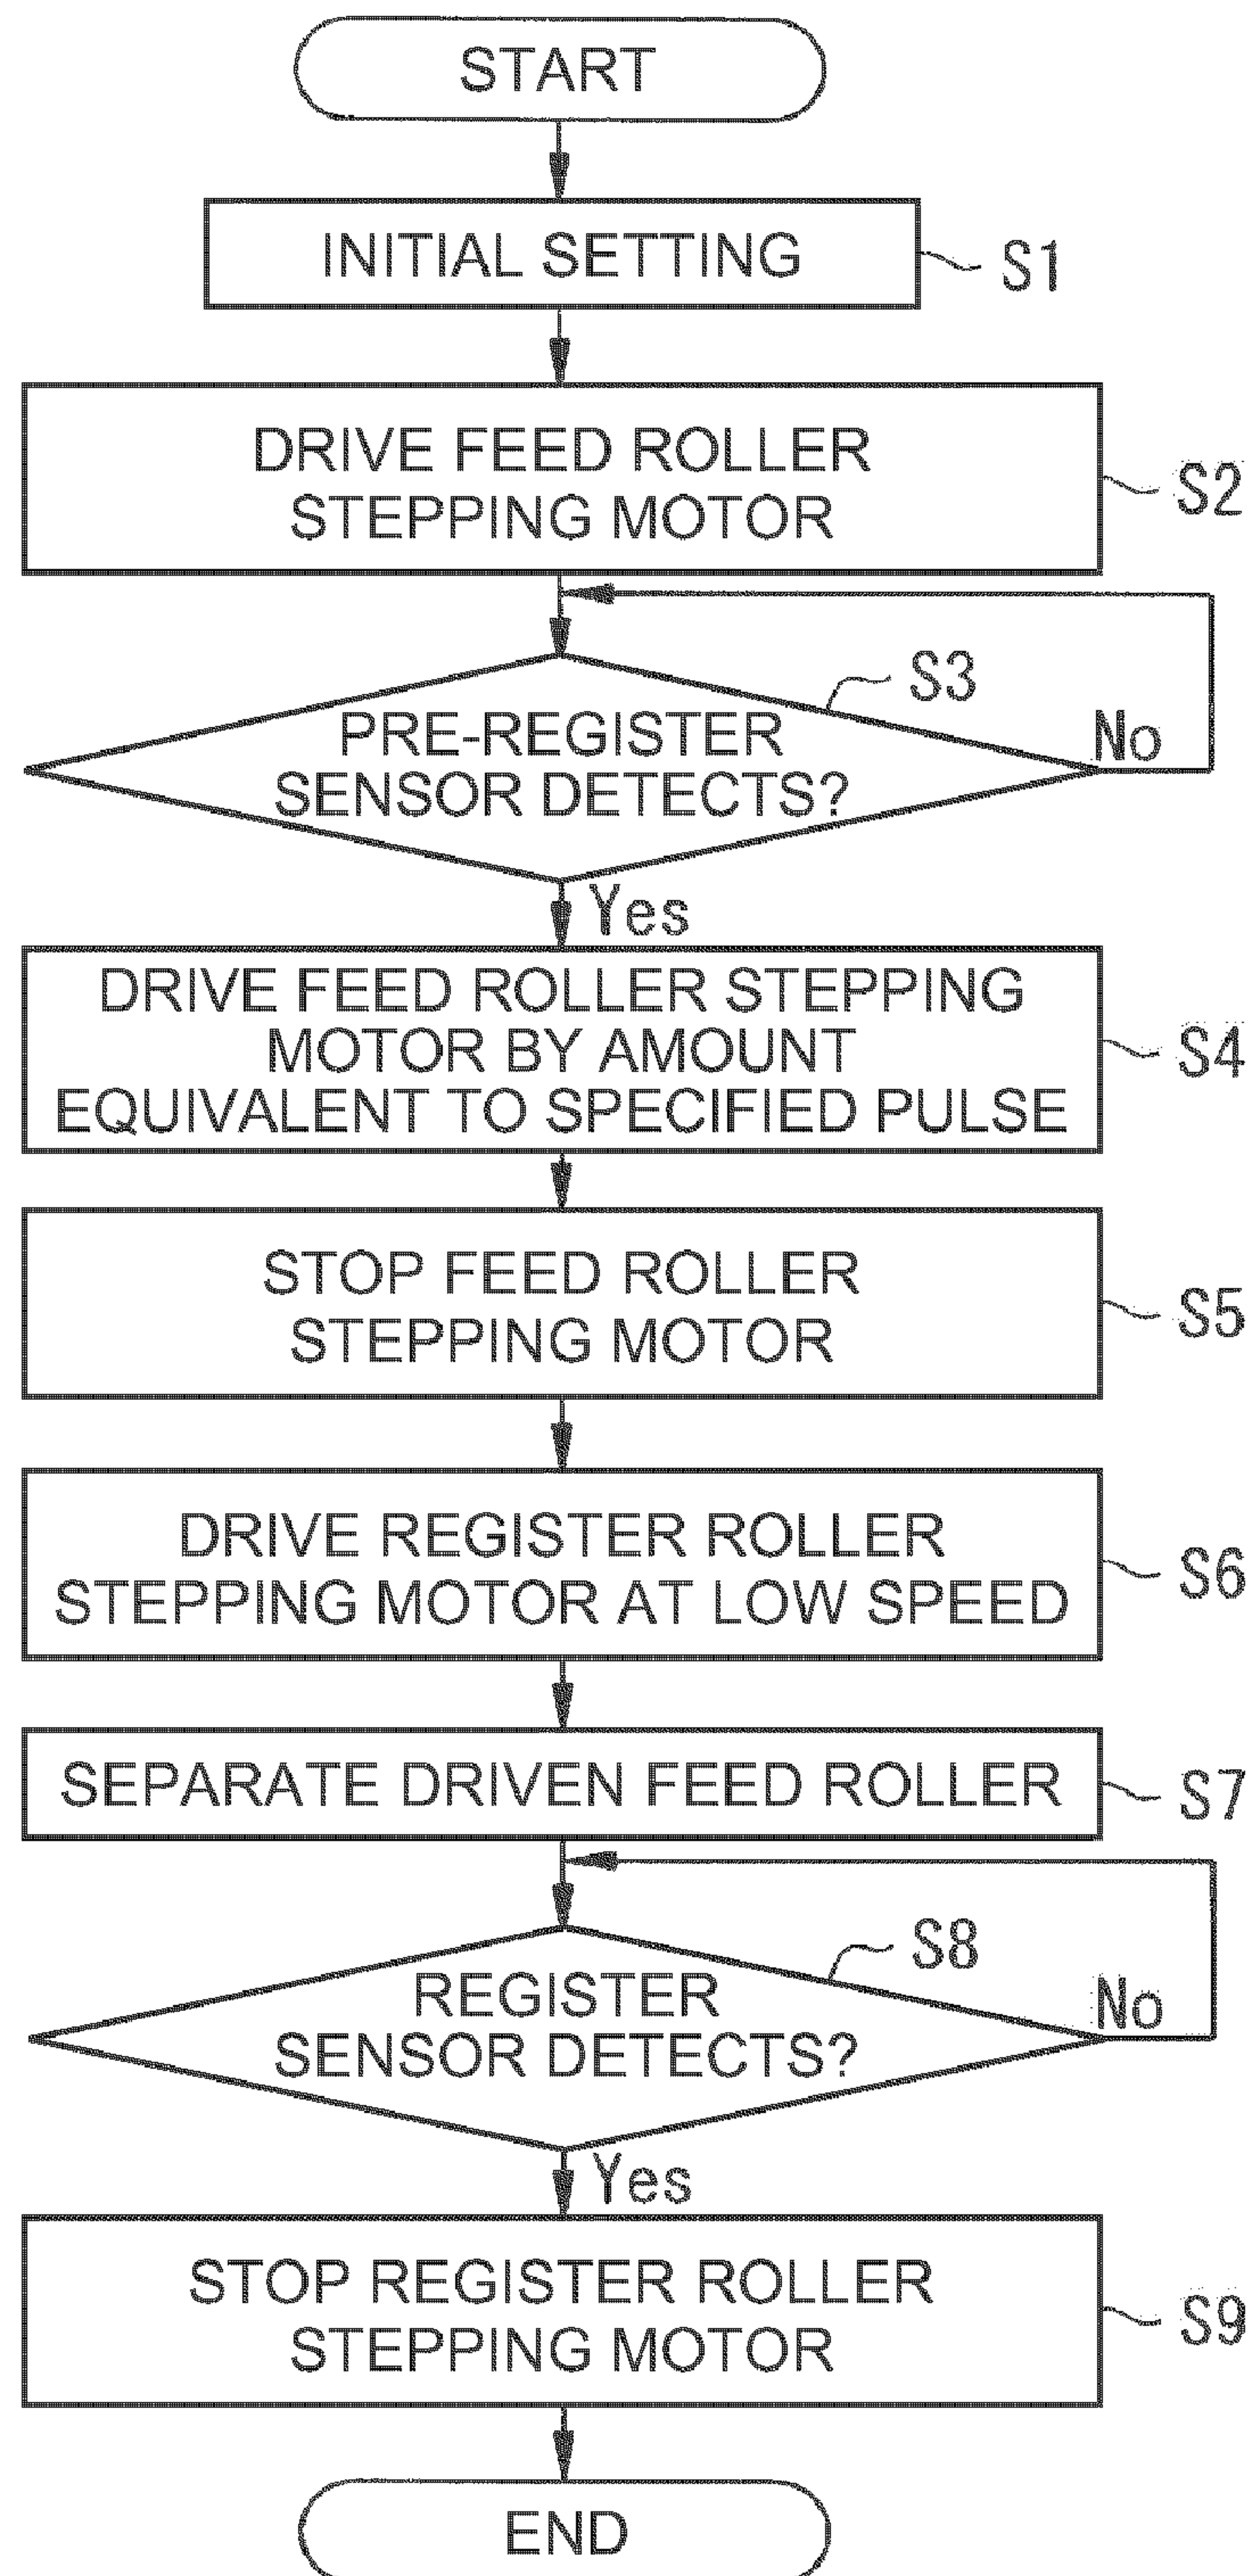 START
INITIAL SETTING
S1
DRIVE FEED ROLLER
STEPPING MOTOR
S2
S3
PRE-REGISTER
SENSOR DETECTS?
No
Yes
DRIVE FEED ROLLER STEPPING
MOTOR BY AMOUNT
EQUIVALENT TO SPECIFIED PULSE
S4
STOP FEED ROLLER
STEPPING MOTOR
S5
DRIVE REGISTER ROLLER
STEPPING MOTOR AT LOW SPEED
S6
SEPARATE DRIVEN FEED ROLLER
S7
S8
REGISTER
SENSOR DETECTS?
No
Yes
STOP REGISTER ROLLER
STEPPING MOTOR
S9
END